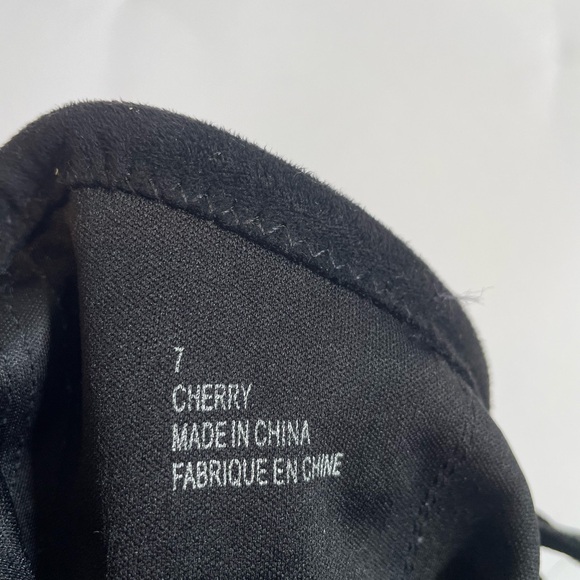 7
CHERRY
MADE IN CHINA
FABRIQUE EN CHINE